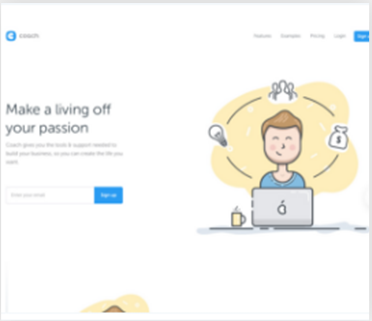 COACH
Features Examples Pricing Login Sign
Make a living off
your passion
Coach gives you the tools & support needed to
build your business, so you can create the life you
want.
Enter your email Sign up